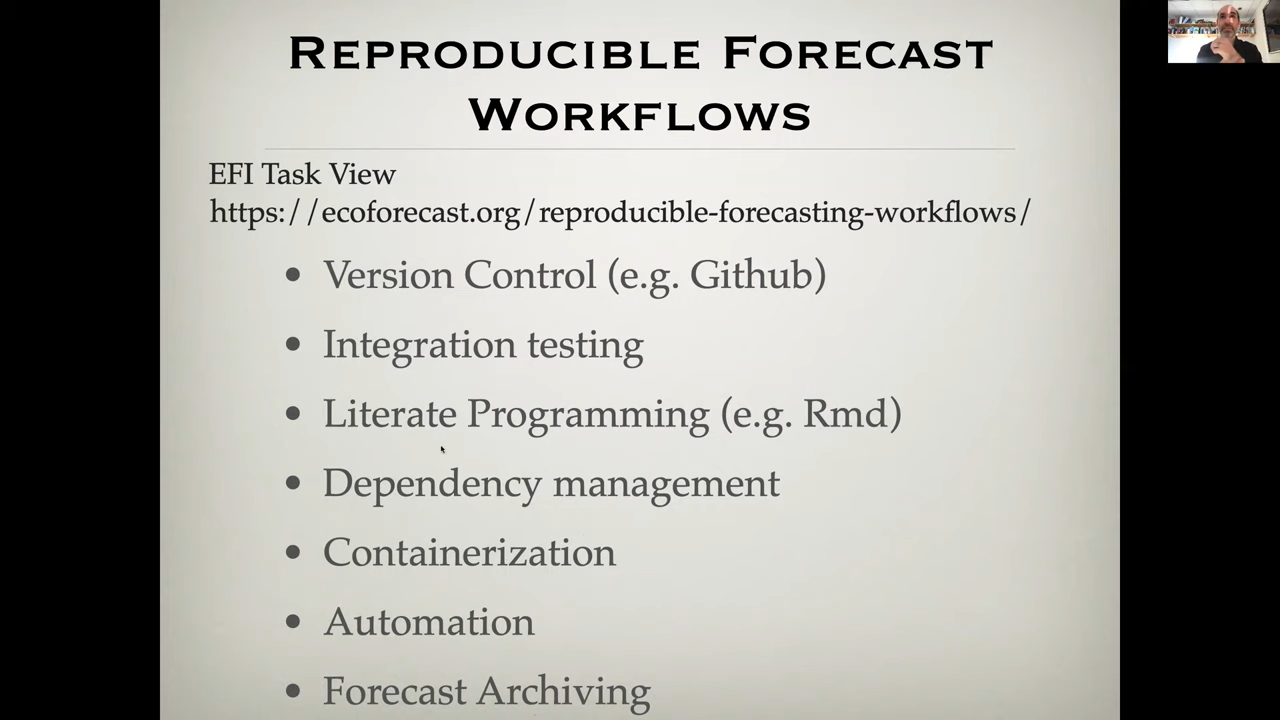 Reproducible Forecast
Workflows
EFI Task View
https://ecoforecast.org/reproducible-forecasting-workflows/
• Version Control (e.g. Github)
• Integration testing
• Literate Programming (e.g. Rmd)
• Dependency management
• Containerization
• Automation
• Forecast Archiving